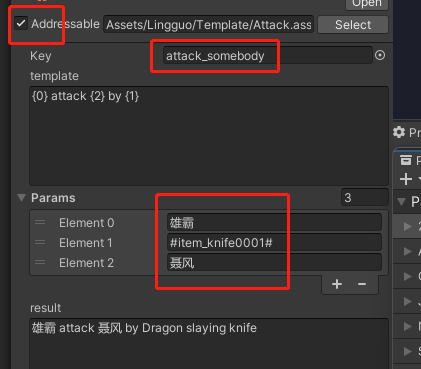 Open
Addressable
Assets/Lingguo/Template/Attack.ass
Select
Key
attack_somebody
template
{0} attack {2} by {1}
Params
3
Element 0
雄霸
Element 1
#item_knife0001#
Element 2
聂风
result
雄霸 attack 聂风 by Dragon slaying knife